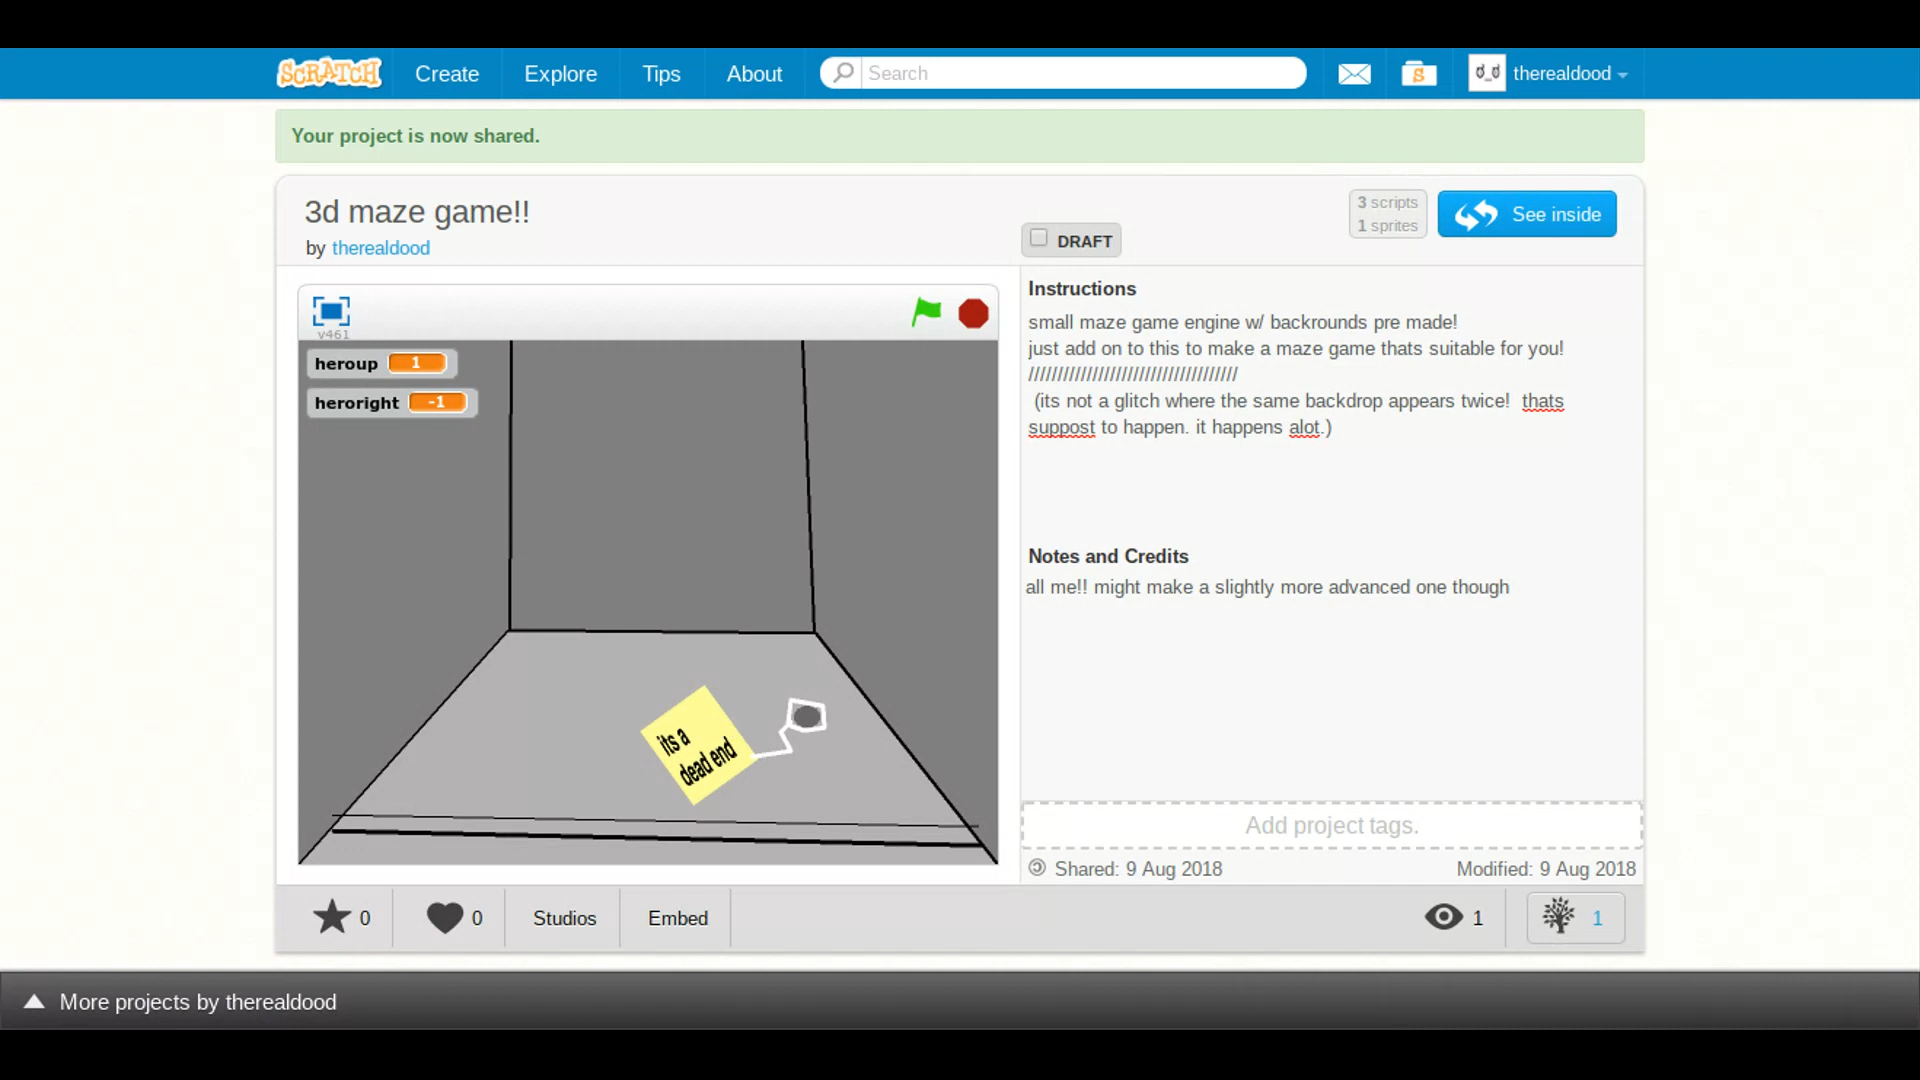 SCRATCH Create Explore Tips About Search therealdood
Your project is now shared.
3d maze game!!
by therealdood
DRAFT
3 scripts
1 sprites
See inside
v461
heroup 1
heroright -1
its a
dead end
Instructions
small maze game engine w/ backrounds pre made!
just add on to this to make a maze game thats suitable for you!
////////////////////////////////////
(its not a glitch where the same backdrop appears twice! thats
suppost to happen. it happens alot.)
Notes and Credits
all me!! might make a slightly more advanced one though
Add project tags.
Shared: 9 Aug 2018 Modified: 9 Aug 2018
0 0 Studios Embed 1 1
More projects by therealdood